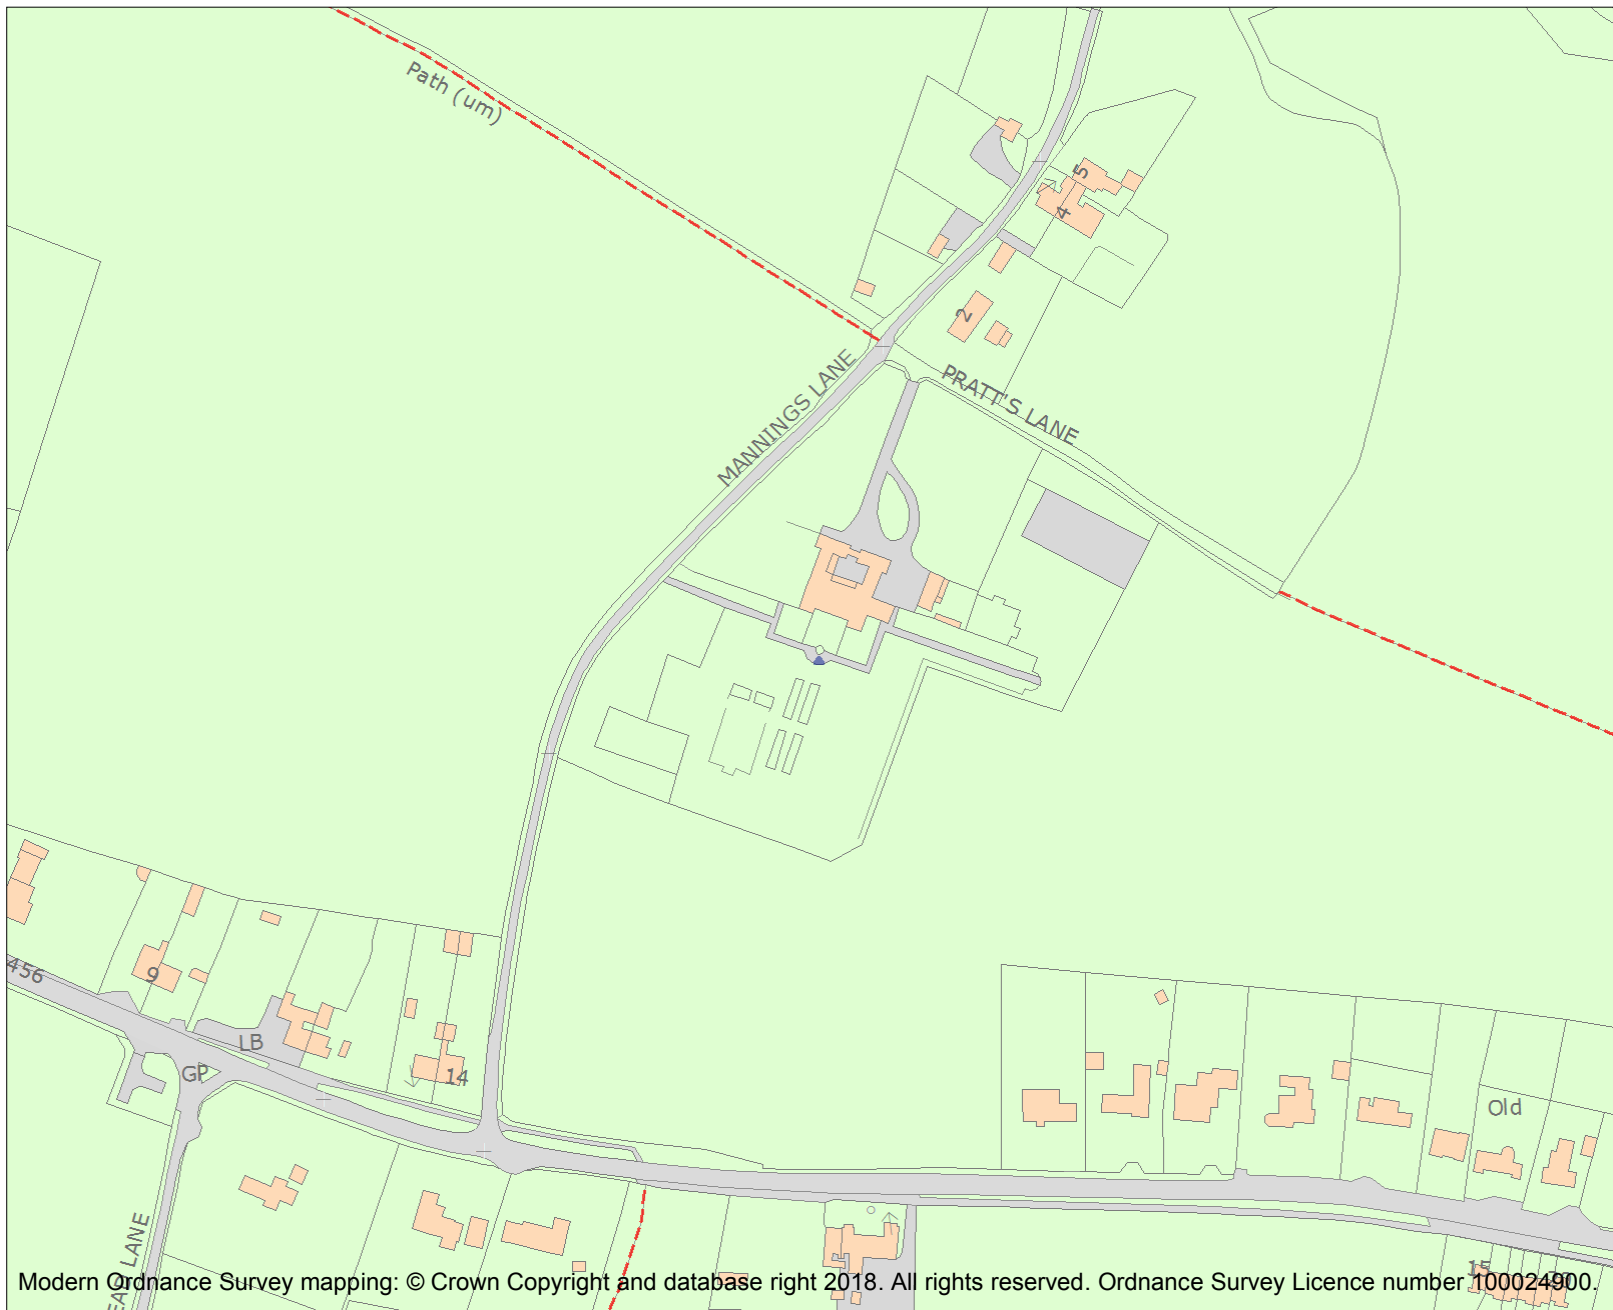 Path (um)
5
4
2
MANNINGS LANE
PRATT'S LANE
456
9
LB
GP
14
Old
15
Modern Ordnance Survey mapping: © Crown Copyright and database right 2018. All rights reserved. Ordnance Survey Licence number 100024900.